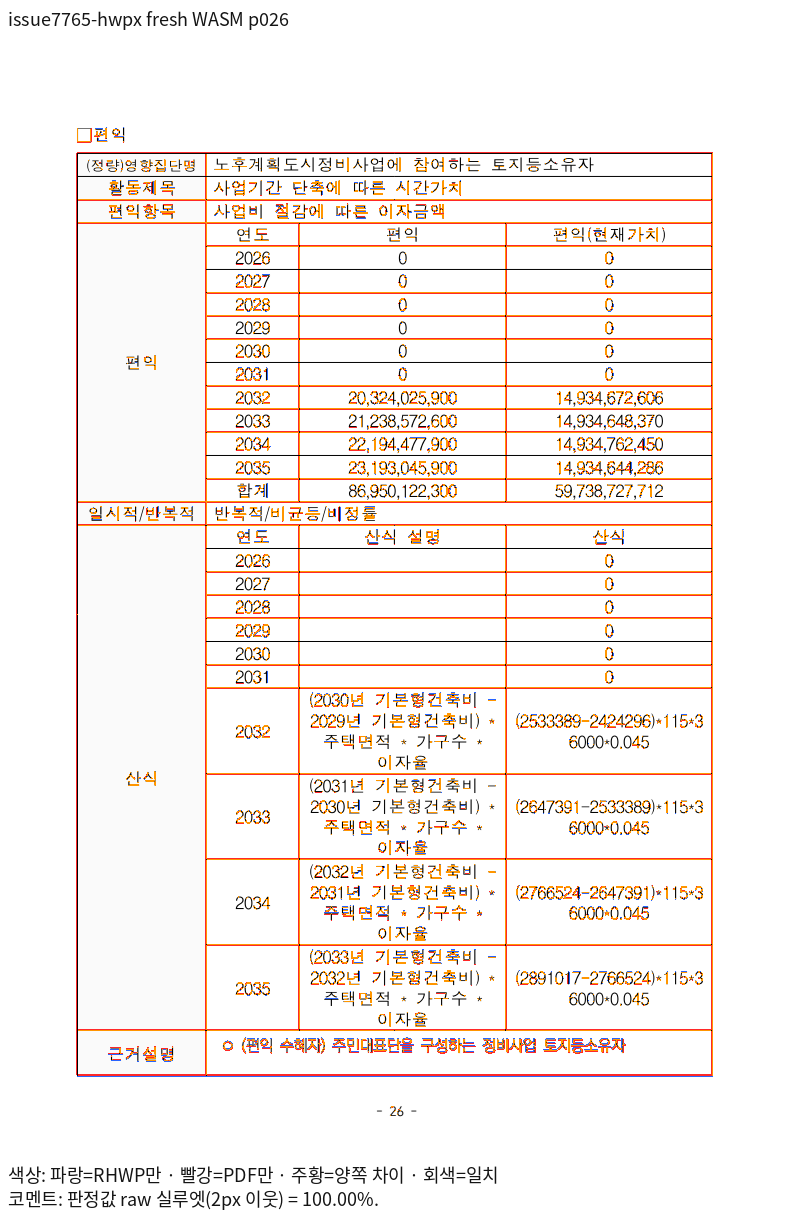 issue7765-hwpx fresh WASM p026
□편익
(정량)영향집단명 노후계획도시정비사업에 참여하는 토지등소유자
활동제목 사업기간 단축에 따른 시간가치
편익항목 사업비 절감에 따른 이자금액
편익
연도 편익 편익(현재가치)
2026 0 0
2027 0 0
2028 0 0
2029 0 0
2030 0 0
2031 0 0
2032 20,324,025,900 14,934,672,606
2033 21,238,572,600 14,934,648,370
2034 22,194,477,900 14,934,762,450
2035 23,193,045,900 14,934,644,286
합계 86,950,122,300 59,738,727,712
일시적/반복적 반복적/비균등/비정률
산식
연도 산식 설명 산식
2026 0
2027 0
2028 0
2029 0
2030 0
2031 0
2032
(2030년 기본형건축비 -
2029년 기본형건축비) *
주택면적 * 가구수 *
이자율
(2533389-2424296)*115*3
6000*0.045
2033
(2031년 기본형건축비 -
2030년 기본형건축비) *
주택면적 * 가구수 *
이자율
(2647391-2533389)*115*3
6000*0.045
2034
(2032년 기본형건축비 -
2031년 기본형건축비) *
주택면적 * 가구수 *
이자율
(2766524-2647391)*115*3
6000*0.045
2035
(2033년 기본형건축비 -
2032년 기본형건축비) *
주택면적 * 가구수 *
이자율
(2891017-2766524)*115*3
6000*0.045
근거설명 ㅇ (편익 수혜자) 주민대표단을 구성하는 정비사업 토지등소유자
- 26 -
색상: 파랑=RHWP만 · 빨강=PDF만 · 주황=양쪽 차이 · 회색=일치
코멘트: 판정값 raw 실루엣(2px 이웃) = 100.00%.